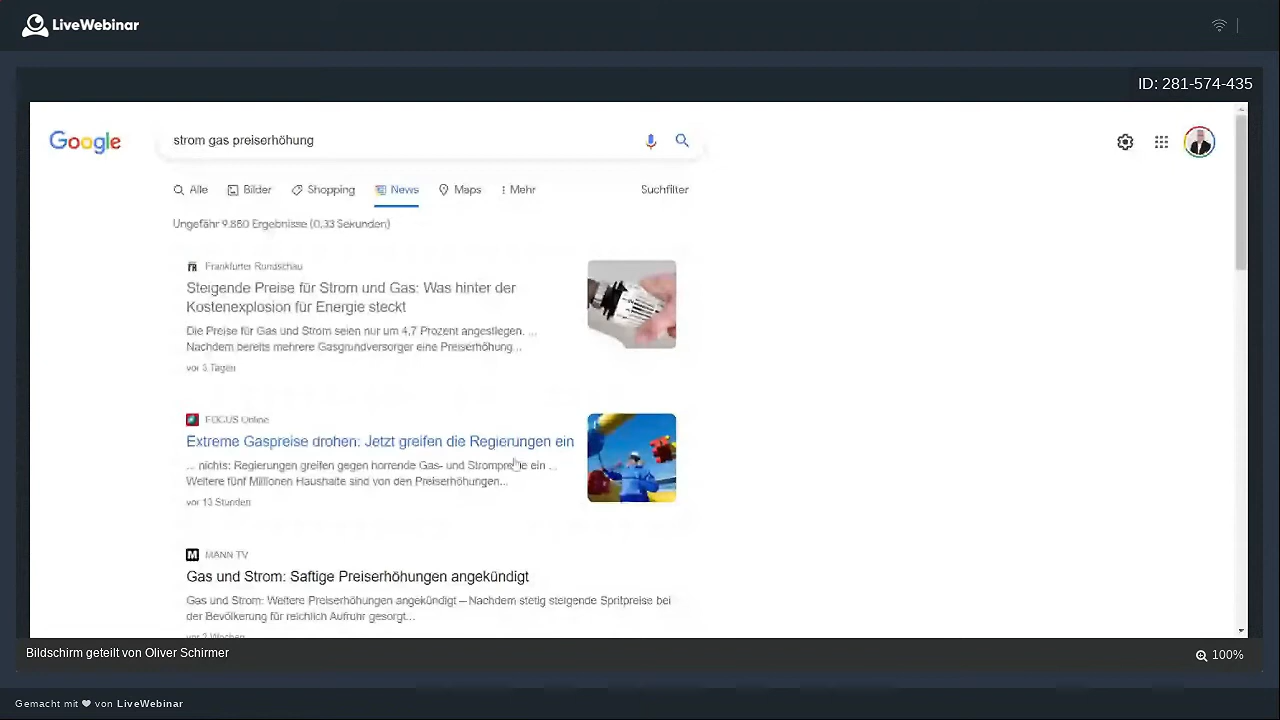 LiveWebinar
ID: 281-574-435
Google
strom gas preiserhöhung
Alle Bilder Shopping News Maps Mehr Suchfilter
Ungefähr 9.880 Ergebnisse (0,33 Sekunden)
Frankfurter Rundschau
Steigende Preise für Strom und Gas: Was hinter der
Kostenexplosion für Energie steckt
Die Preise für Gas und Strom seien nur um 4,7 Prozent angestiegen. ...
Nachdem bereits mehrere Gasgrundversorger eine Preiserhöhung...
vor 3 Tagen
FOCUS Online
Extreme Gaspreise drohen: Jetzt greifen die Regierungen ein
... nichts: Regierungen greifen gegen horrende Gas- und Strompreise ein ...
Weitere fünf Millionen Haushalte sind von den Preiserhöhungen...
vor 13 Stunden
M MANN TV
Gas und Strom: Saftige Preiserhöhungen angekündigt
Gas und Strom: Weitere Preiserhöhungen angekündigt – Nachdem stetig steigende Spritpreise bei
der Bevölkerung für reichlich Aufruhr gesorgt...
vor 2 Wochen
Bildschirm geteilt von Oliver Schirmer
100%
Gemacht mit ❤ von LiveWebinar